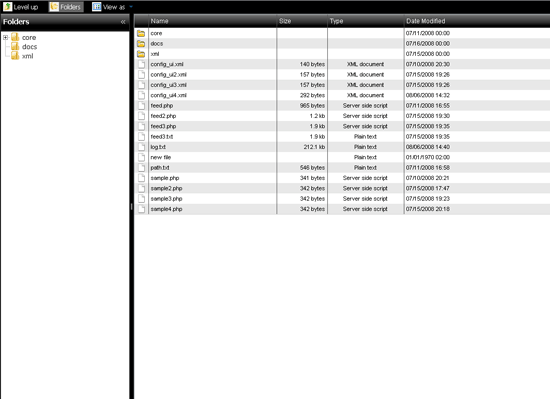 Level up Folders View as
Folders «
core
docs
xml
Name Size Type Date Modified
core 07/11/2008 00:00
docs 07/16/2008 00:00
xml 07/15/2008 00:00
config_ui.xml 140 bytes XML document 07/10/2008 20:30
config_ui2.xml 157 bytes XML document 07/15/2008 19:26
config_ui3.xml 157 bytes XML document 07/15/2008 19:26
config_ui4.xml 292 bytes XML document 08/06/2008 14:32
feed.php 965 bytes Server side script 07/11/2008 16:55
feed2.php 1.2 kb Server side script 07/15/2008 19:30
feed3.php 1.9 kb Server side script 07/15/2008 19:35
feed3.txt 1.9 kb Plain text 07/15/2008 19:35
log.txt 212.1 kb Plain text 08/06/2008 14:40
new file Plain text 01/01/1970 02:00
path.txt 546 bytes Plain text 07/11/2008 16:58
sample.php 341 bytes Server side script 07/10/2008 20:21
sample2.php 342 bytes Server side script 07/15/2008 17:47
sample3.php 342 bytes Server side script 07/15/2008 19:23
sample4.php 342 bytes Server side script 07/15/2008 20:18